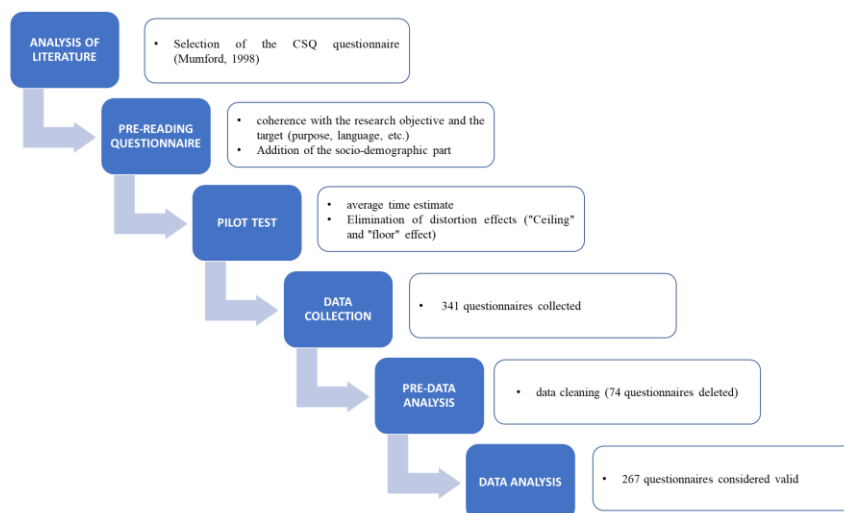 ANALYSIS OF
LITERATURE
• Selection of the CSQ questionnaire
(Mumford, 1998)
PRE-READING
QUESTIONNAIRE
• coherence with the research objective and the
target (purpose, language, etc.)
• Addition of the socio-demographic part
PILOT TEST
• average time estimate
• Elimination of distortion effects ("Ceiling"
and "floor" effect)
DATA
COLLECTION
• 341 questionnaires collected
PRE-DATA
ANALYSIS
• data cleaning (74 questionnaires deleted)
DATA ANALYSIS
• 267 questionnaires considered valid